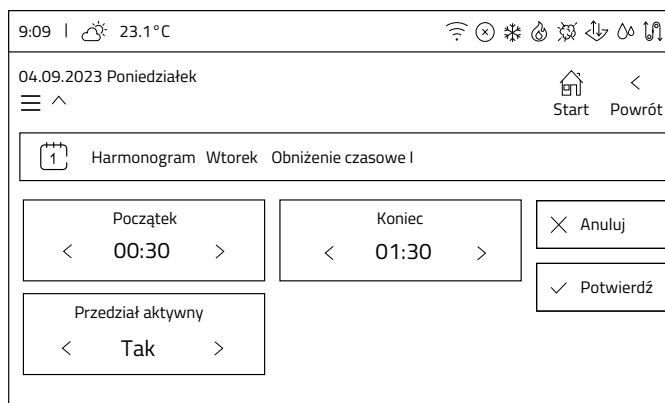 9:09 | 23.1°C
04.09.2023 Poniedziałek
Start Powrót
1 Harmonogram Wtorek Obniżenie czasowe I
Początek
00:30
Koniec
01:30
Anuluj
Potwierdź
Przedział aktywny
Tak